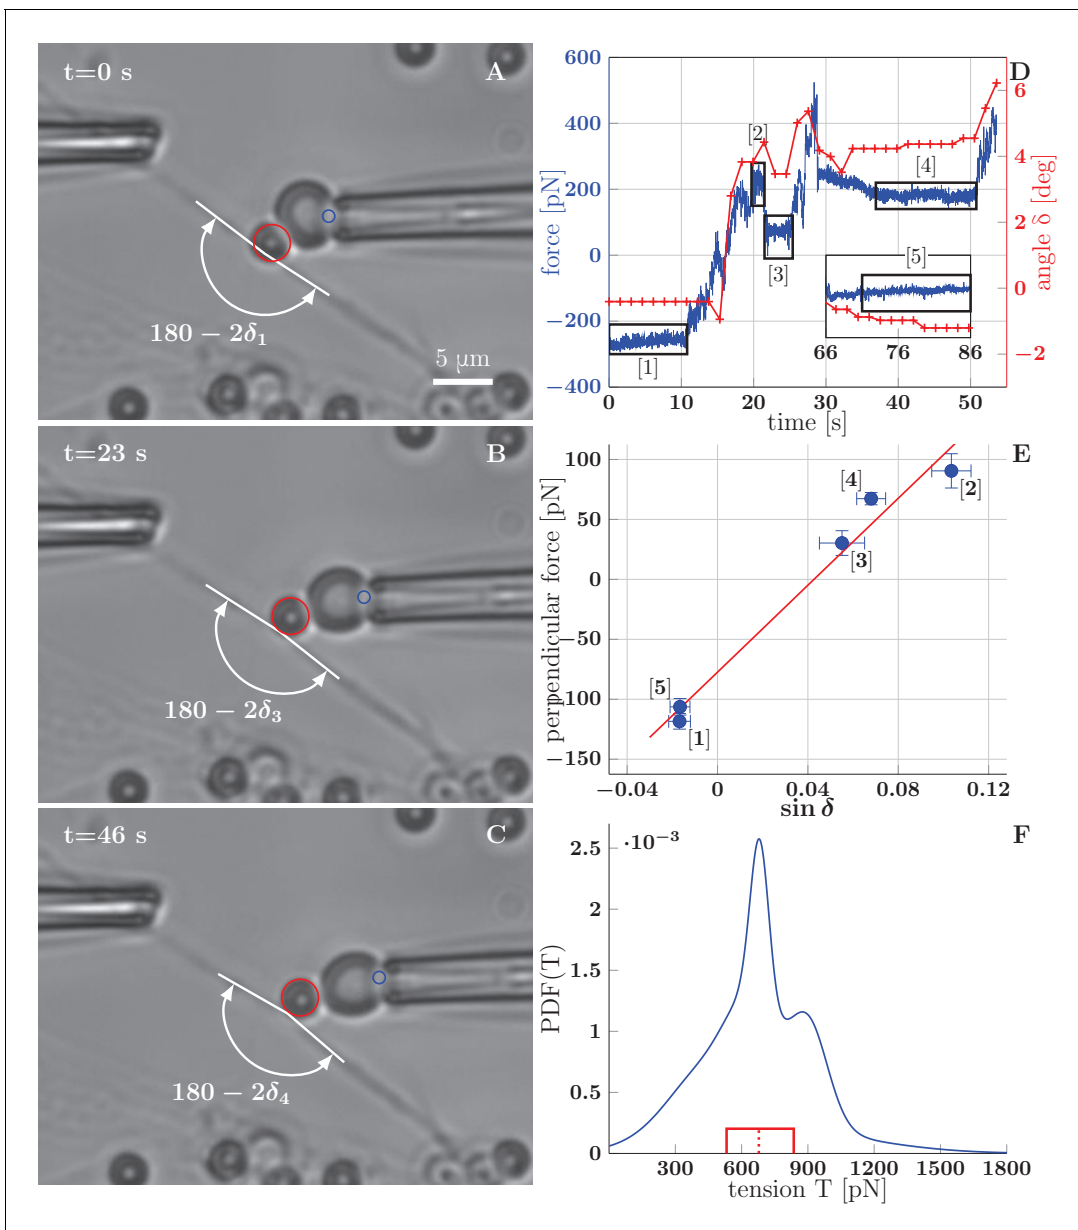 t=0 s
A
180 − 2δ₁
5 µm
t=23 s
B
180 − 2δ₃
t=46 s
C
180 − 2δ₄
D
600
400
200
0
−200
−400
force [pN]
6
4
2
0
−2
angle δ [deg]
[1]
[2]
[3]
[4]
[5]
66 76 86
0 10 20 30 40 50
time [s]
E
100
50
0
−50
−100
−150
perpendicular force [pN]
[4]
[2]
[3]
[5]
[1]
−0.04 0 0.04 0.08 0.12
sin δ
F
·10⁻³
2.5
2
1.5
1
0.5
0
PDF(T)
300 600 900 1200 1500 1800
tension T [pN]